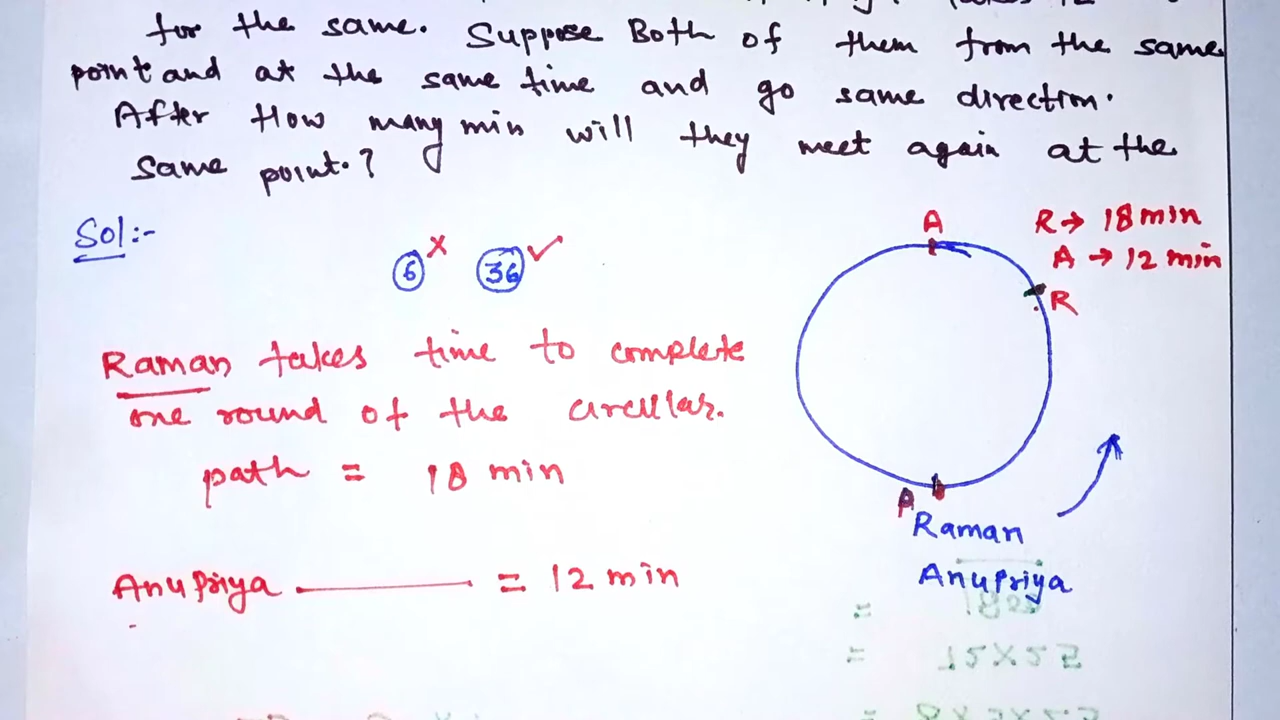 takes 12
for the same. Suppose Both of them from the same
point and at the same time and go same direction.
After How many min will they meet again at the
same point.?
Sol:-
6 × 36 ✓
A
R → 18 min
A → 12 min
R
Raman takes time to complete
one round of the circular.
path = 18 min
A
Raman
Anupriya
Anupriya = 12 min